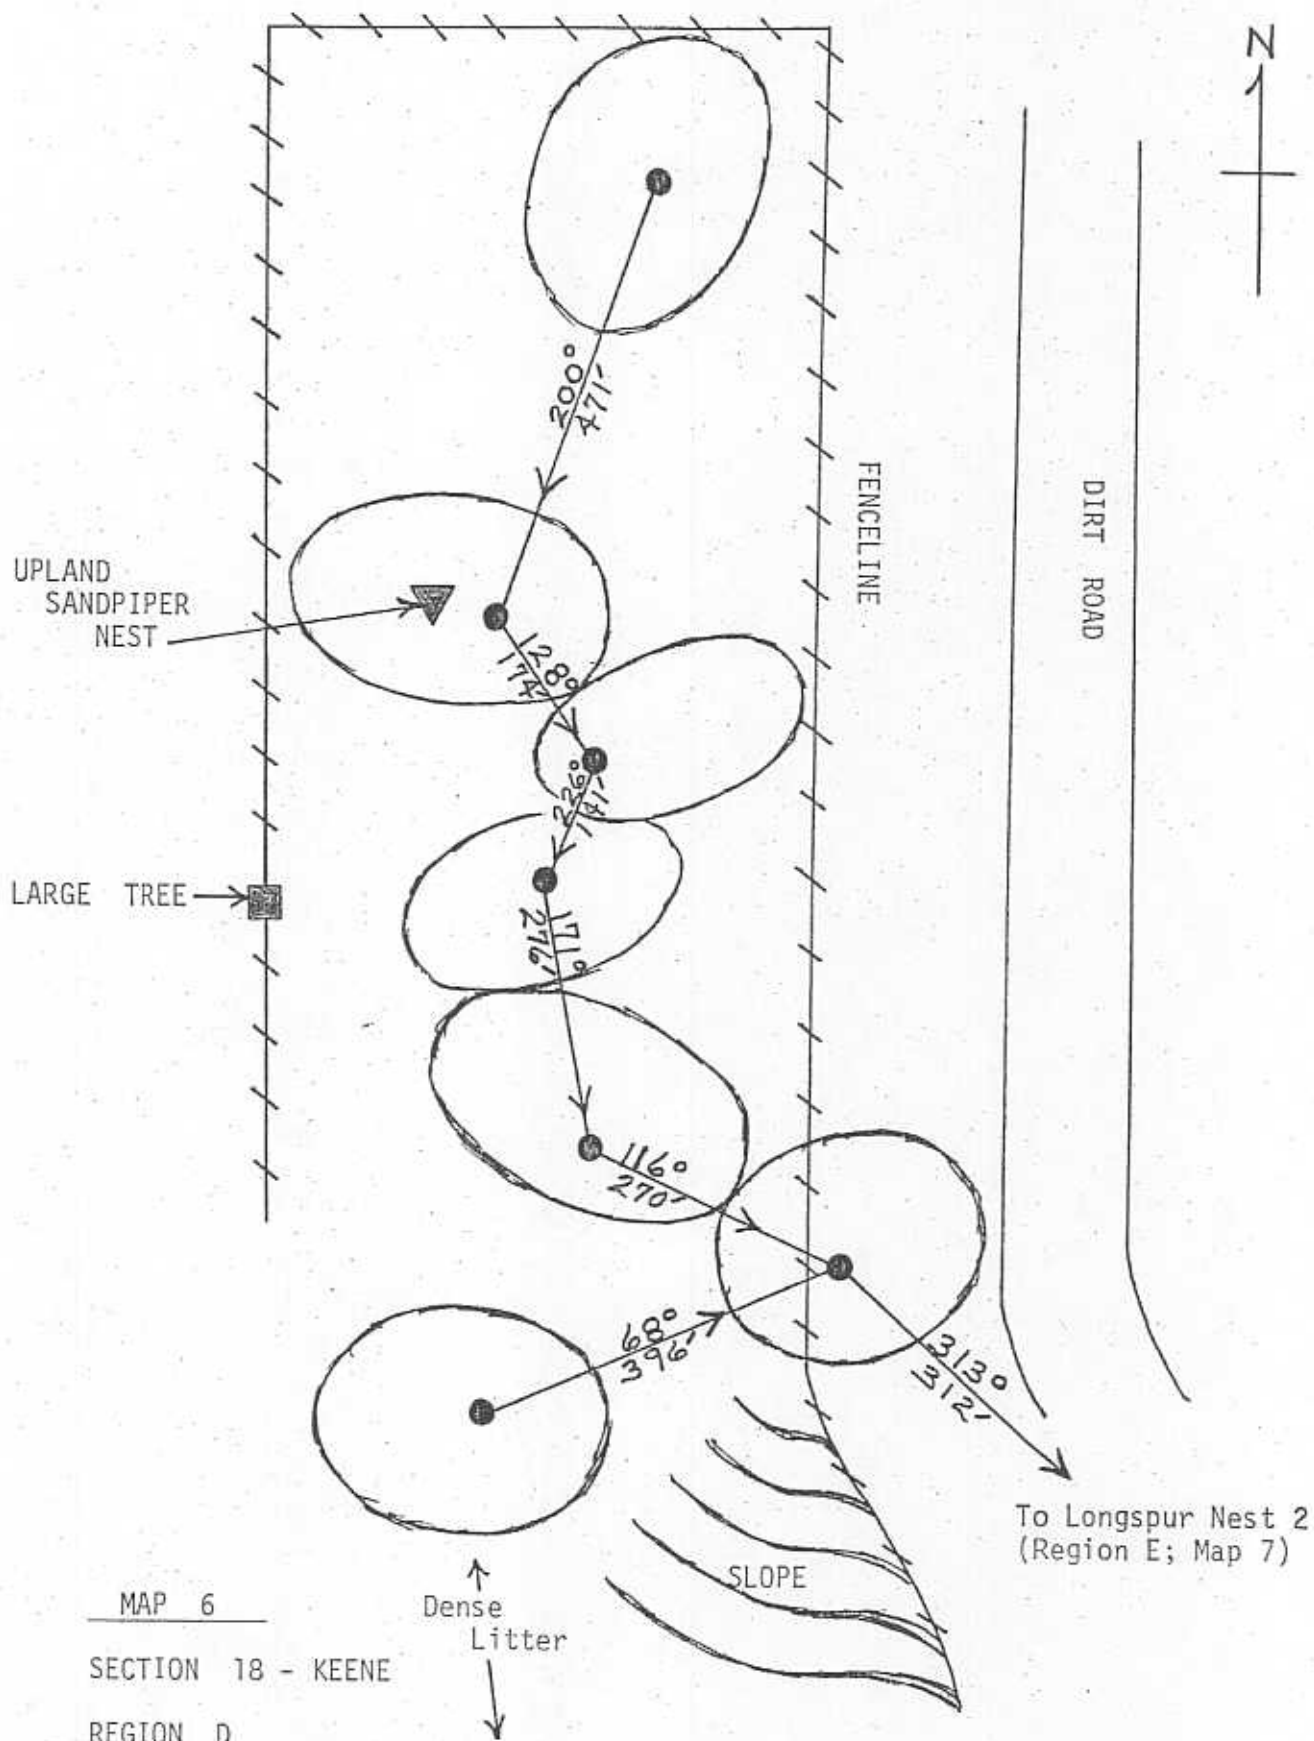 N
200°
471'
FENCELINE
DIRT ROAD
UPLAND
SANDPIPER
NEST
128°
174'
226°
141'
LARGE TREE
171°
276'
116°
270'
68°
396'
313°
312'
To Longspur Nest 2
(Region E; Map 7)
SLOPE
MAP 6
Dense
Litter
SECTION 18 - KEENE
REGION D